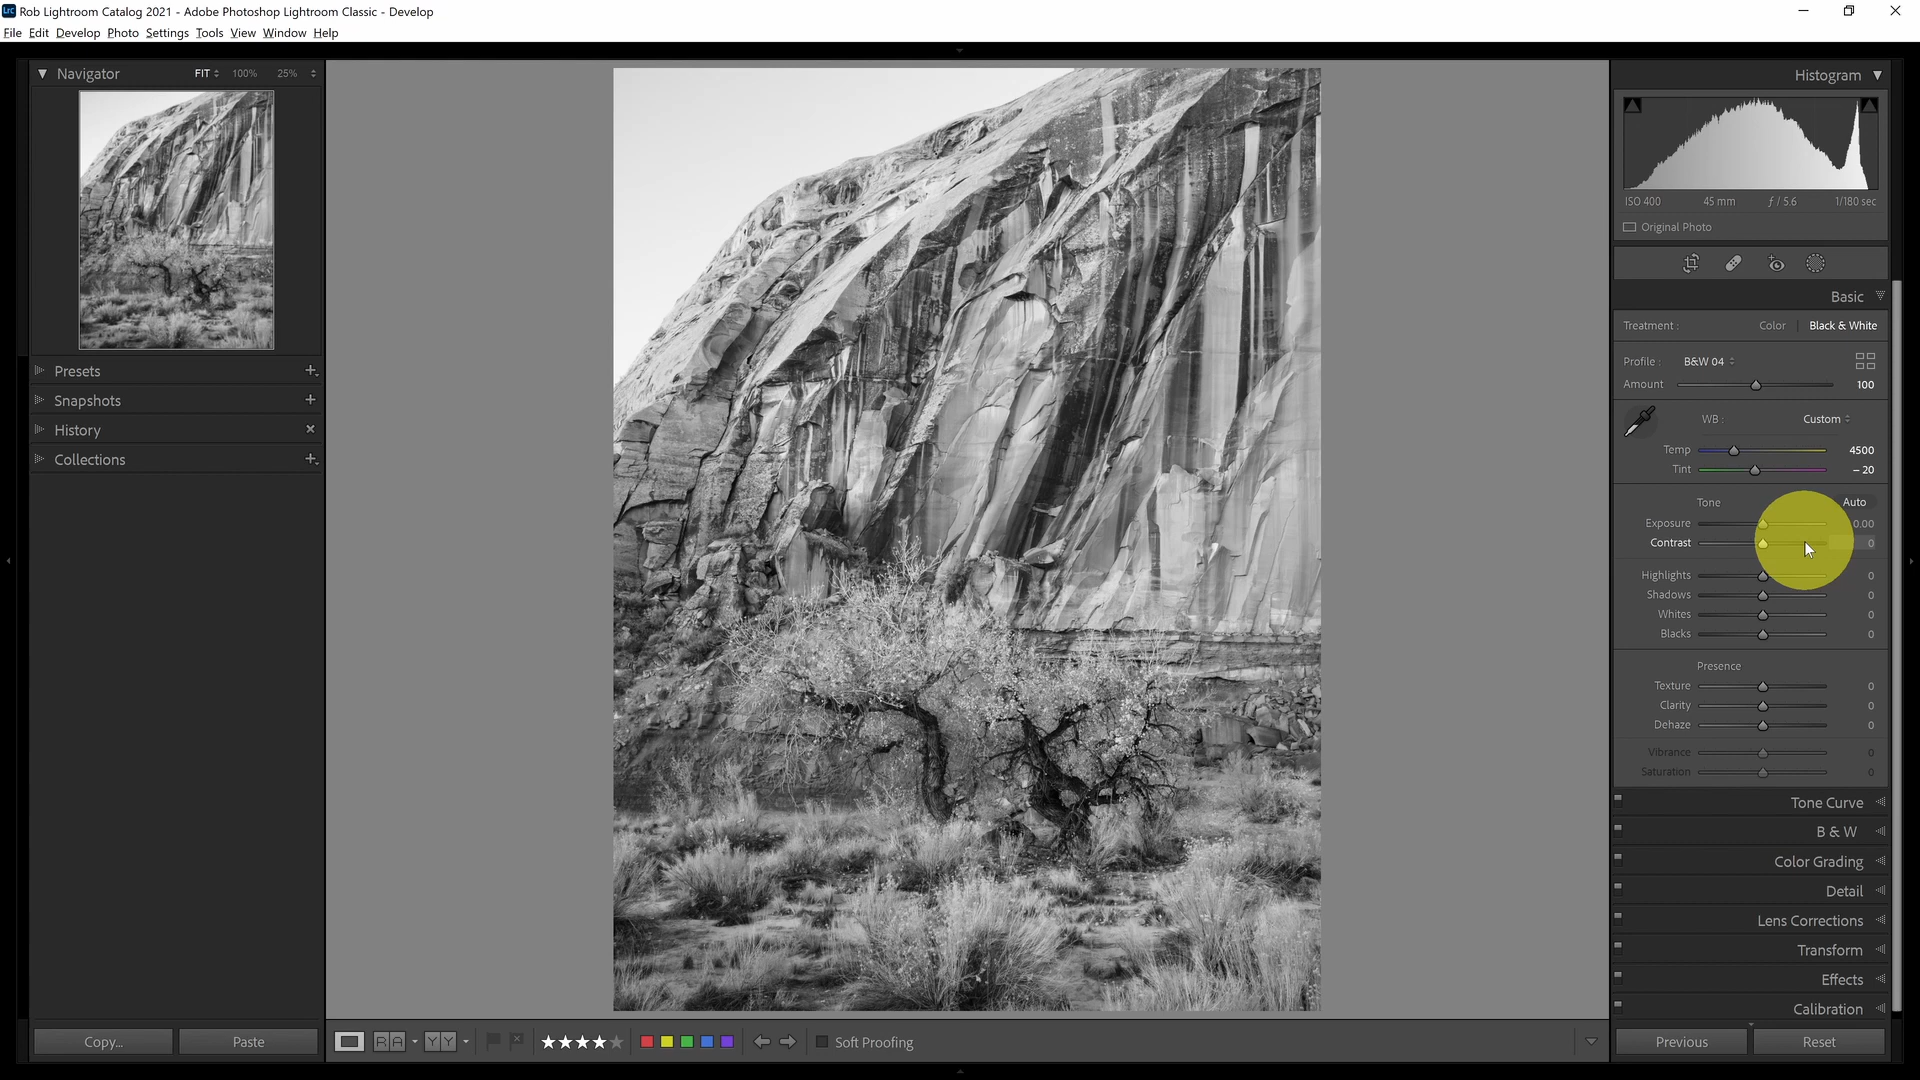 Rob Lightroom Catalog 2021 - Adobe Photoshop Lightroom Classic - Develop
File Edit Develop Photo Settings Tools View Window Help
Navigator FIT 100% 25%
Presets
Snapshots
History
Collections
Copy... Paste
Soft Proofing
Histogram
ISO 400 45 mm ƒ / 5.6 1/180 sec
Original Photo
Basic
Treatment : Color Black & White
Profile : B&W 04
Amount 100
WB : Custom
Temp 4500
Tint – 20
Tone Auto
Exposure 0.00
Contrast 0
Highlights 0
Shadows 0
Whites 0
Blacks 0
Presence
Texture 0
Clarity 0
Dehaze 0
Vibrance 0
Saturation 0
Tone Curve
B & W
Color Grading
Detail
Lens Corrections
Transform
Effects
Calibration
Previous Reset